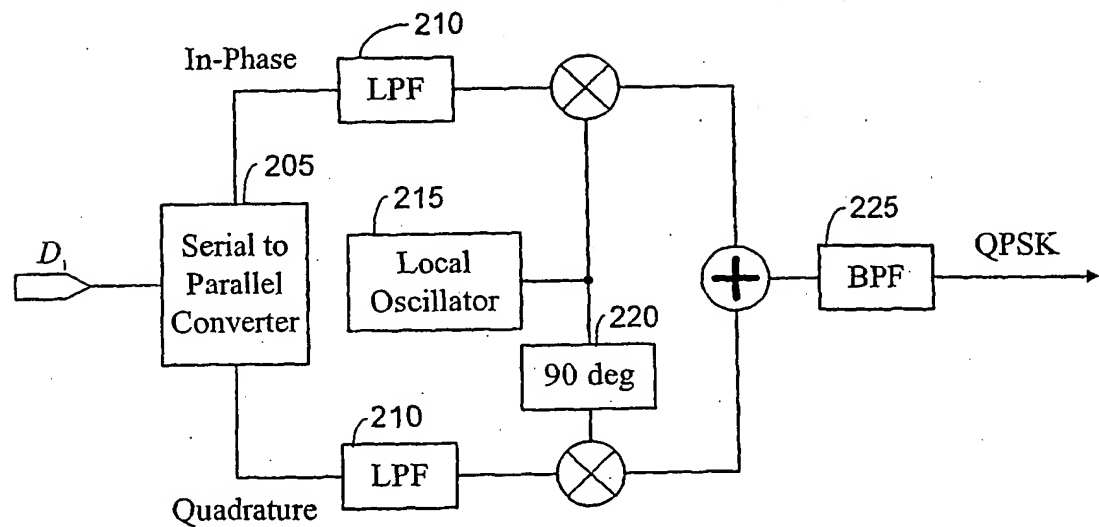 210
In-Phase
LPF
205
215
225
D₁
Serial to
Parallel
Converter
Local
Oscillator
QPSK
BPF
220
90 deg
210
LPF
Quadrature